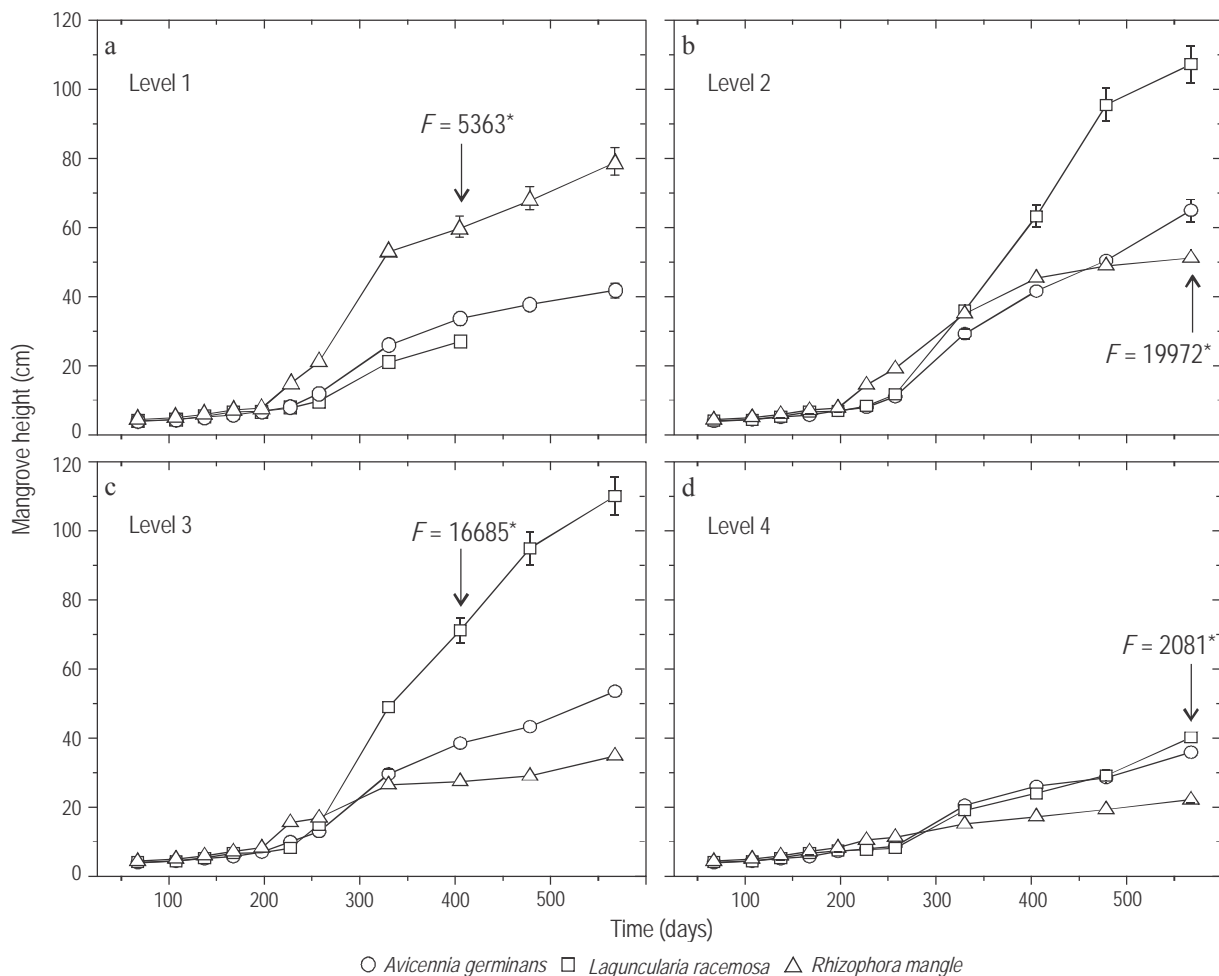 a
Level 1
F = 5363*
120
100
80
60
40
20
0
b
Level 2
F = 19972*
c
Level 3
F = 16685*
120
100
80
60
40
20
0
d
Level 4
F = 2081*
Mangrove height (cm)
100 200 300 400 500
100 200 300 400 500
Time (days)
Avicennia germinans Laguncularia racemosa Rhizophora mangle